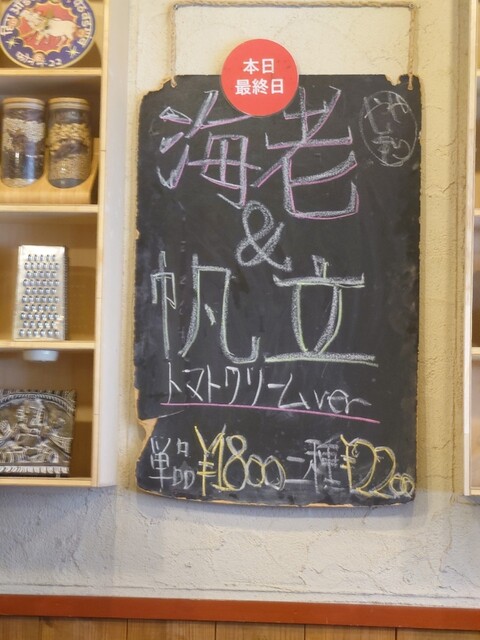 本日
最終日
海老
&
帆立
トマトクリームver
単品¥1800 二種¥2200